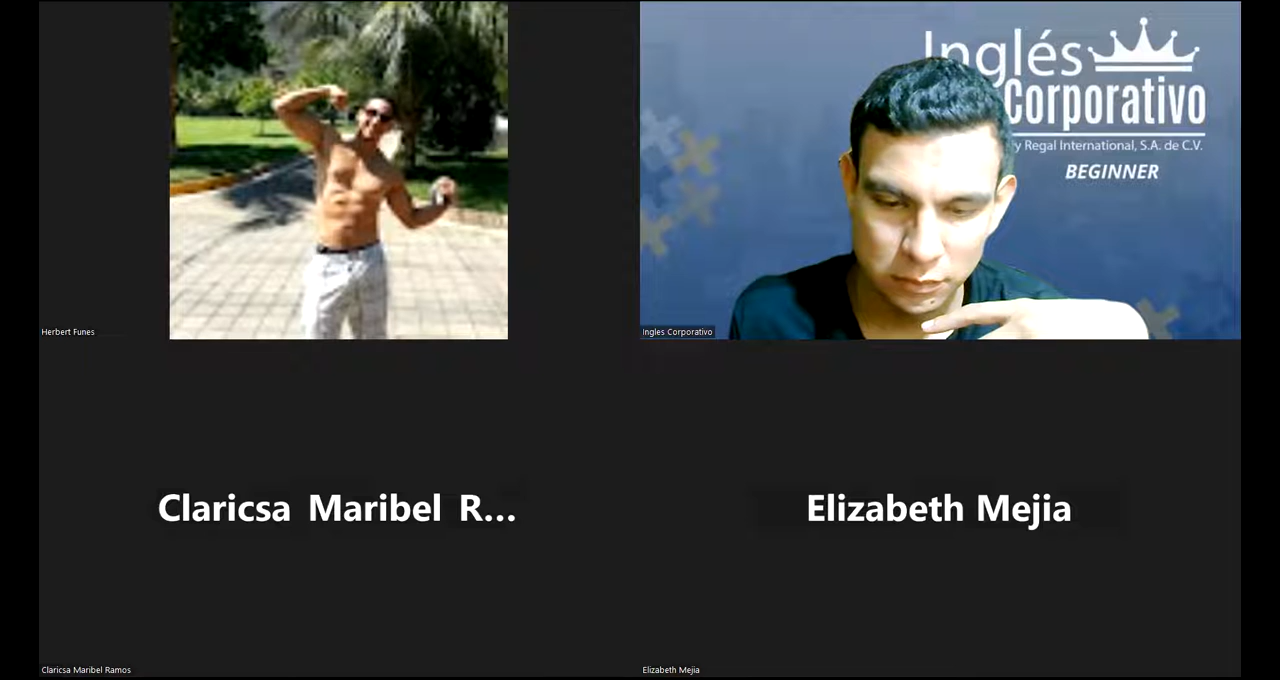 Inglés
Corporativo
y Regal International, S.A. de C.V.
BEGINNER
Herbert Funes
Ingles Corporativo
Claricsa Maribel R...
Elizabeth Mejia
Claricsa Maribel Ramos
Elizabeth Mejia